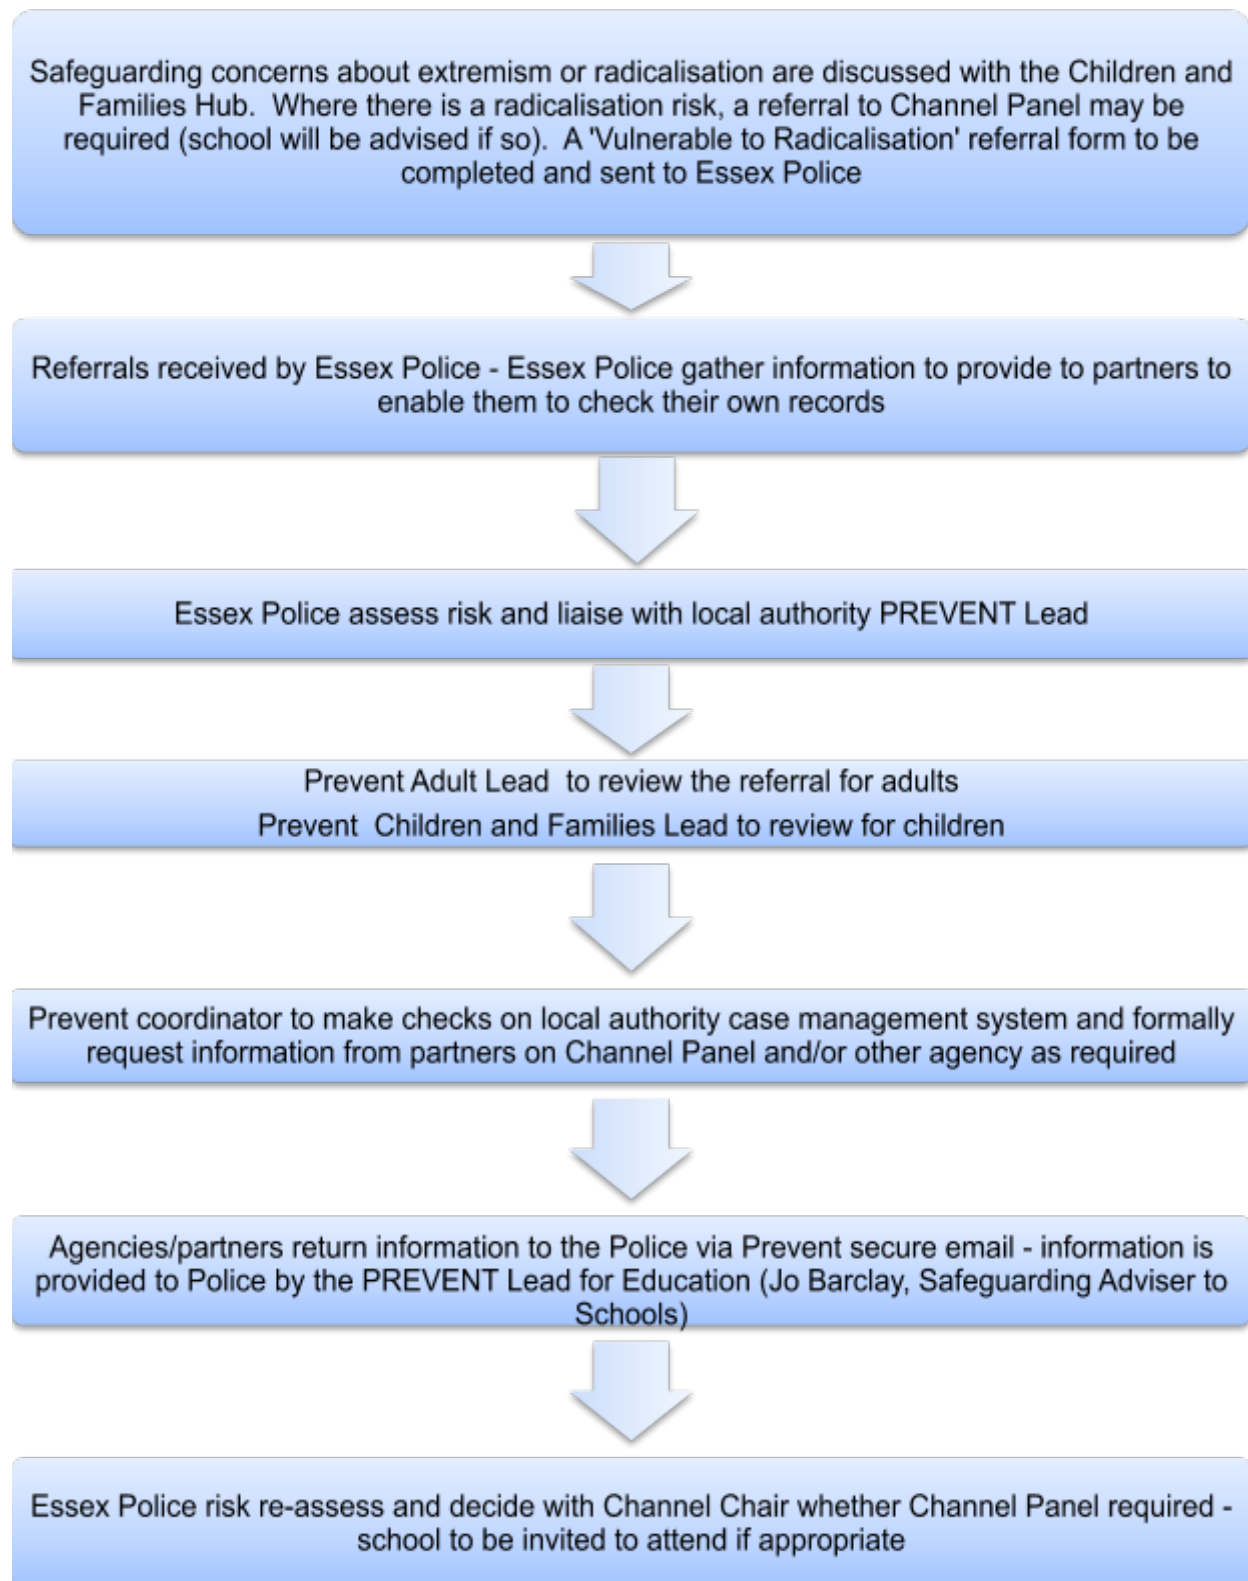 Safeguarding concerns about extremism or radicalisation are discussed with the Children and
Families Hub.  Where there is a radicalisation risk, a referral to Channel Panel may be
required (school will be advised if so).  A 'Vulnerable to Radicalisation' referral form to be
completed and sent to Essex Police
Referrals received by Essex Police - Essex Police gather information to provide to partners to
enable them to check their own records
Essex Police assess risk and liaise with local authority PREVENT Lead
Prevent Adult Lead  to review the referral for adults
Prevent  Children and Families Lead to review for children
Prevent coordinator to make checks on local authority case management system and formally
request information from partners on Channel Panel and/or other agency as required
Agencies/partners return information to the Police via Prevent secure email - information is
provided to Police by the PREVENT Lead for Education (Jo Barclay, Safeguarding Adviser to
Schools)
Essex Police risk re-assess and decide with Channel Chair whether Channel Panel required -
school to be invited to attend if appropriate